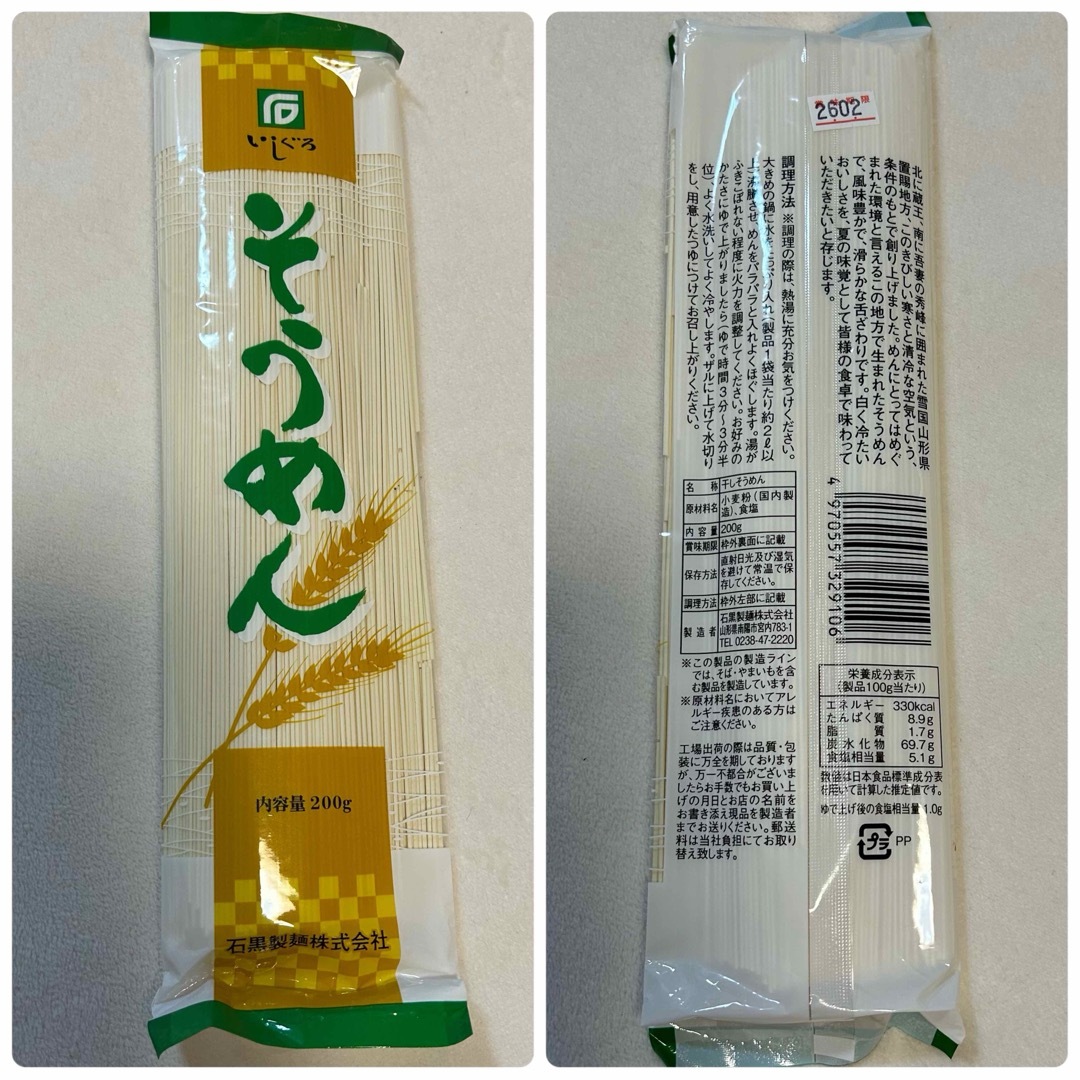 いしぐろ
そうめん
内容量 200g
石黒製麺株式会社
賞味期限
2602
北に蔵王、南に吾妻の秀峰に囲まれた雪国山形県
置賜地方、このきびしい寒さと清冷な空気という、
条件のもとで創り上げました。めんにとってはめぐ
まれた環境と言えるこの地方で生まれたそうめん
で、風味豊かで、滑らかな舌ざわりです。白く冷たい
おいしさを、夏の味覚として皆様の食卓で味わって
いただきたいと存じます。
調理方法 ※調理の際は、熱湯に充分お気をつけください。
大きめの鍋に水をたっぷり入れ(製品1袋当たり約2ℓ以
上)沸騰させ、めんをバラバラと入れよくほぐします。湯が
ふきこぼれない程度に火力を調整してください。お好みの
かたさにゆで上がりましたら(ゆで時間3分〜3分半
位)、よく水洗いしてよく冷やします。ザルに上げて水切り
をし、用意したつゆにつけてお召し上がりください。
名称 干しそうめん
原材料名 小麦粉(国内製
造)、食塩
内容量 200g
賞味期限 枠外裏面に記載
保存方法 直射日光及び湿気
を避けて常温で保
存してください。
調理方法 枠外左部に記載
製造者 石黒製麺株式会社
山形県南陽市宮内783-1
TEL 0238-47-2220
※この製品の製造ライン
では、そば・やまいもを含
む製品を製造しています。
※原材料名においてアレ
ルギー疾患のある方は
ご注意ください。
工場出荷の際は品質・包
装に万全を期しております
が、万一不都合がございま
したらお手数でもお買い上
げの月日とお店の名前を
お書き添え現品を製造者
までお送りください。郵送
料は当社負担にてお取り
替え致します。
4 970557 329106
栄養成分表示
(製品100g当たり)
エネルギー 330kcal
たんぱく質 8.9g
脂質 1.7g
炭水化物 69.7g
食塩相当量 5.1g
数値は日本食品標準成分表
を用いて計算した推定値です。
ゆで上げ後の食塩相当量 1.0g
プラ
PP